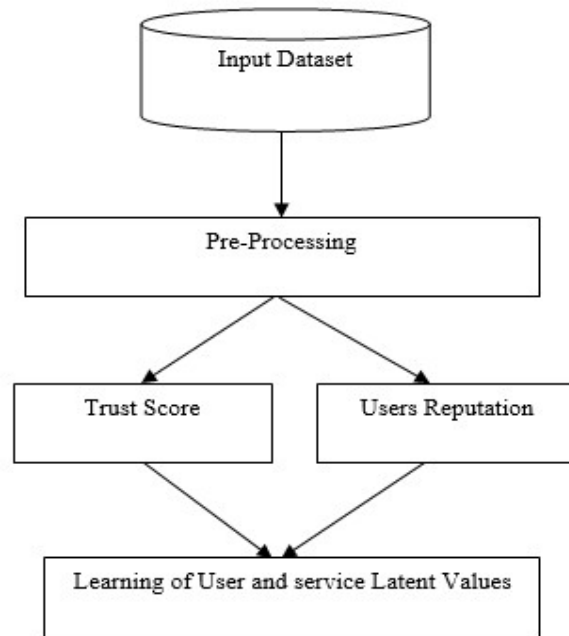 Input Dataset
Pre-Processing
Trust Score
Users Reputation
Learning of User and service Latent Values